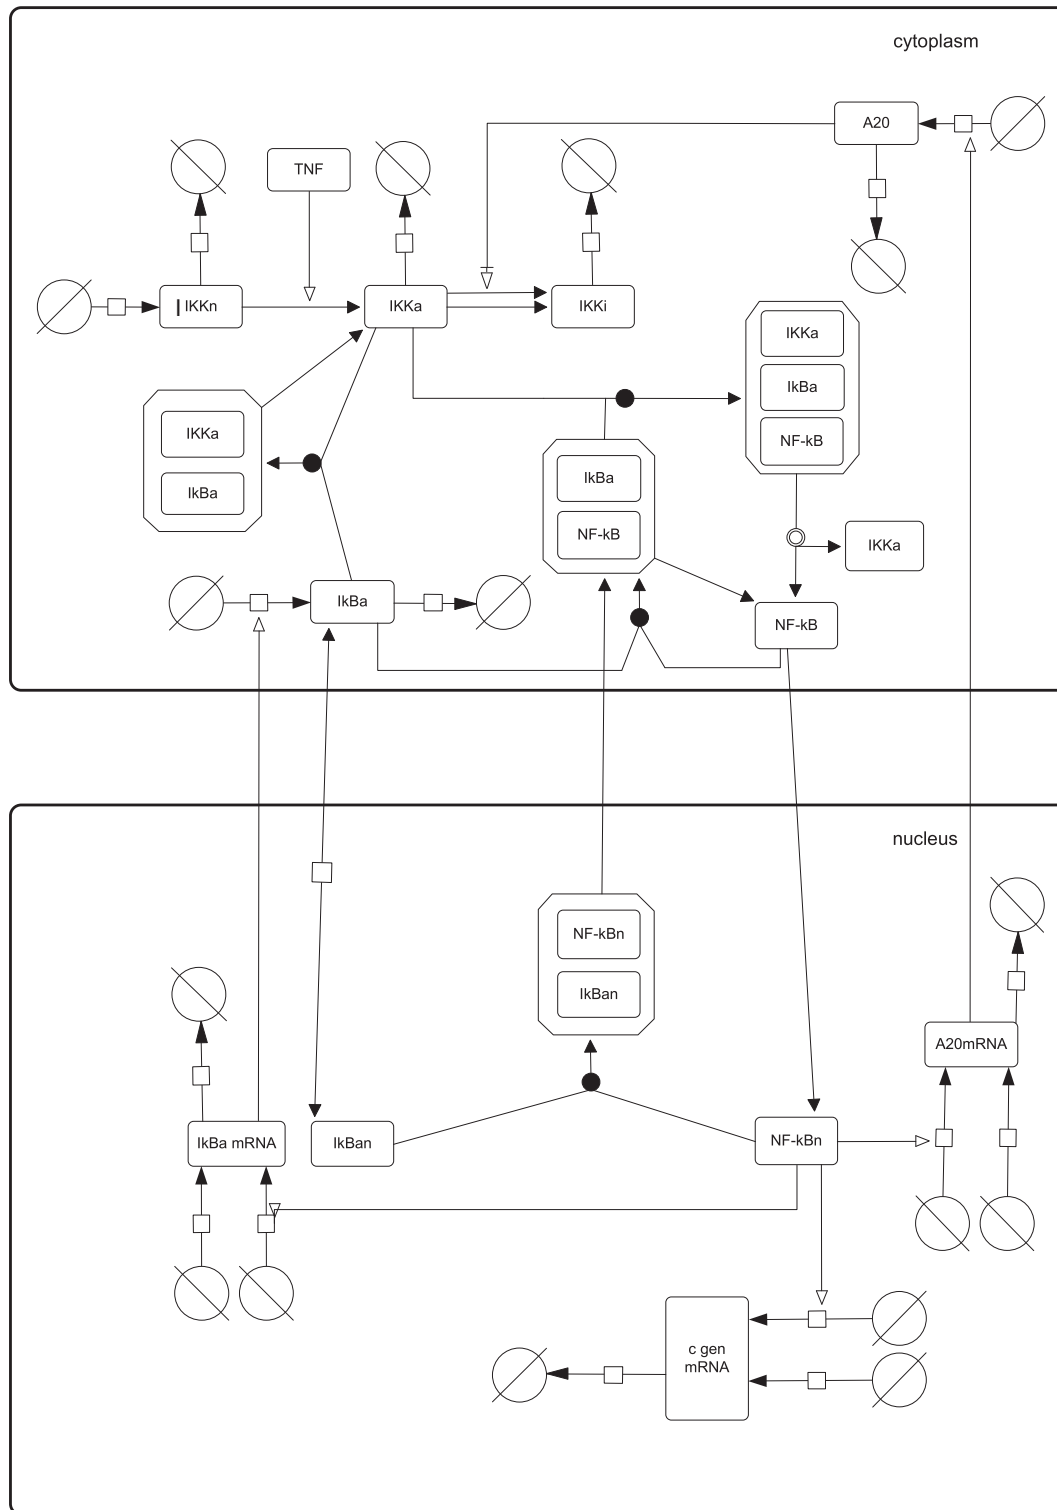 cytoplasm
A20
TNF
IKKn
IKKa
IKKi
IKKa
IkBa
NF-kB
IKKa
IkBa
IkBa
NF-kB
IKKa
IkBa
NF-kB
nucleus
NF-kBn
IkBan
A20mRNA
IkBa mRNA
IkBan
NF-kBn
c gen
mRNA